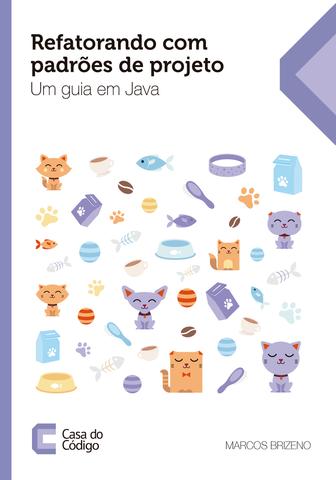 Refatorando com
padrões de projeto
Um guia em Java
Casa do
Código
MARCOS BRIZENO